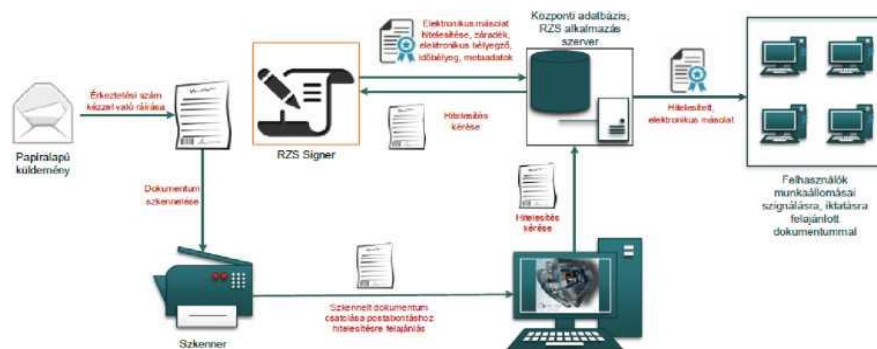 Elektronikus másolat
hitelesítése, záradék,
elektronikus bélyegző,
időbélyeg, metaadatok
Központi adatbázis,
RZS alkalmazás
szerver
Érkeztetési szám
kézzel való ráírása
Papíralapú
küldemény
Hitelesítés
kérése
RZS Signer
Hitelesített,
elektronikus másolat
Felhasználók
munkaállomásai
szignálásra, iktatásra
felajánlott
dokumentummal
Dokumentum
szkennelése
Hitelesítés
kérése
Szkennelt dokumentum
csatolása postabontáshoz
hitelesítésre felajánlás
Szkenner